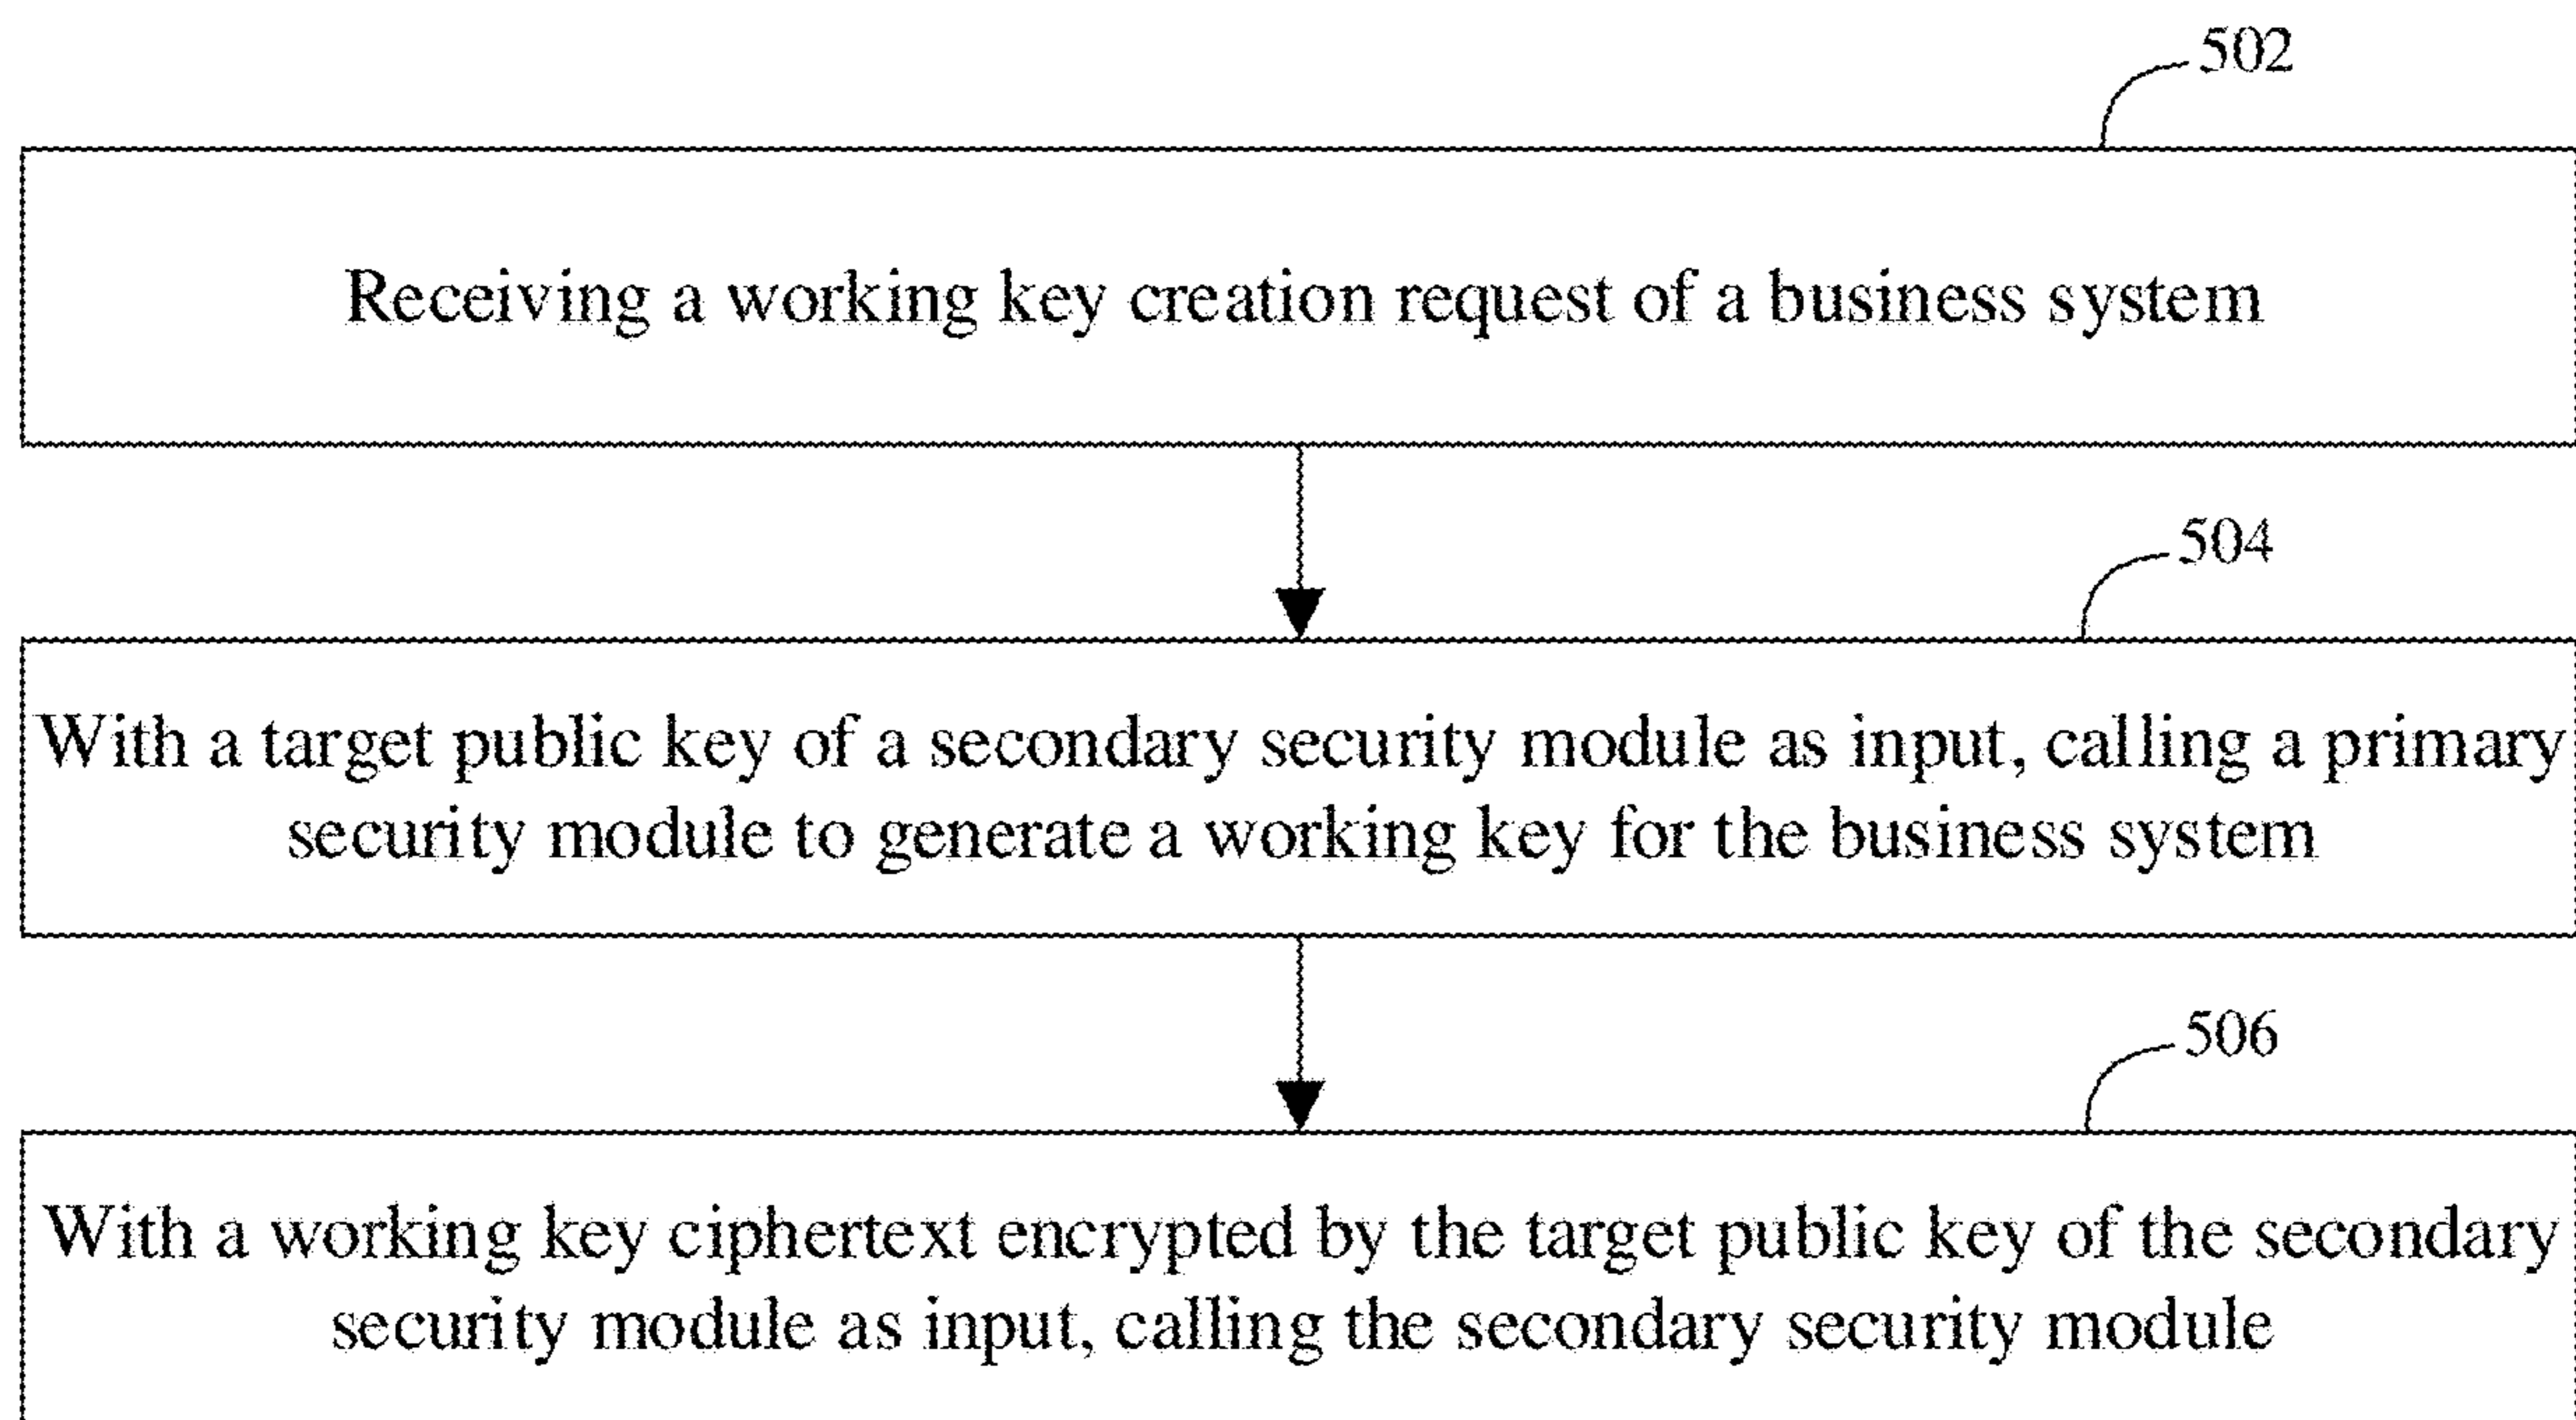 502
Receiving a working key creation request of a business system
504
With a target public key of a secondary security module as input, calling a primary
security module to generate a working key for the business system
506
With a working key ciphertext encrypted by the target public key of the secondary
security module as input, calling the secondary security module